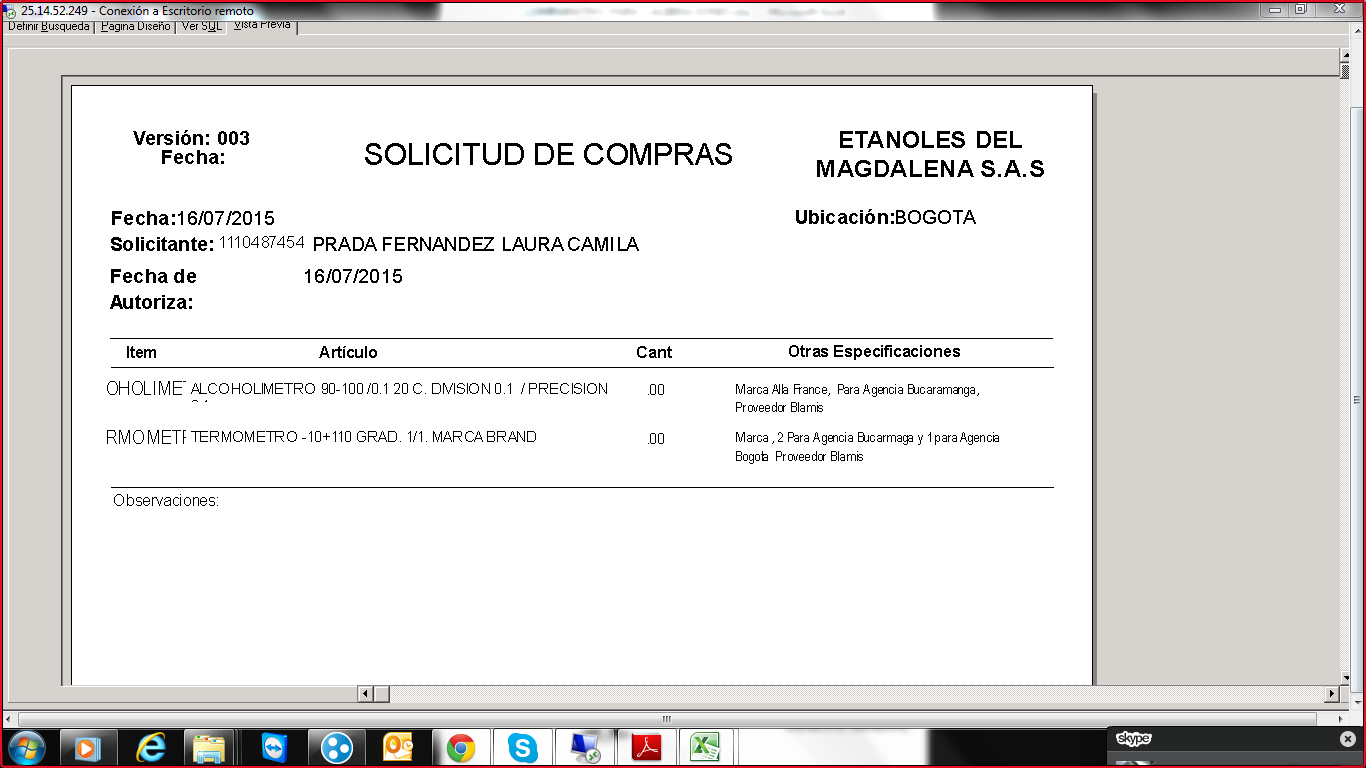 25.14.52.249 - Conexión a Escritorio remoto
Definir Búsqueda Página Diseño Ver SQL Vista Previa
Versión: 003
Fecha:
SOLICITUD DE COMPRAS
ETANOLES DEL
MAGDALENA S.A.S
Fecha:16/07/2015
Ubicación:BOGOTA
Solicitante: 1110487454 PRADA FERNANDEZ LAURA CAMILA
Fecha de 16/07/2015
Autoriza:
Item Artículo Cant Otras Especificaciones
OHOLIMET ALCOHOLIMETRO 90-100 /0.1 20 C. DIVISION 0.1 / PRECISION .00 Marca Alla France, Para Agencia Bucaramanga,
Proveedor Blamis
RMOMETR TERMOMETRO -10+110 GRAD. 1/1. MARCA BRAND .00 Marca , 2 Para Agencia Bucarmaga y 1 para Agencia
Bogota Proveedor Blamis
Observaciones:
skype